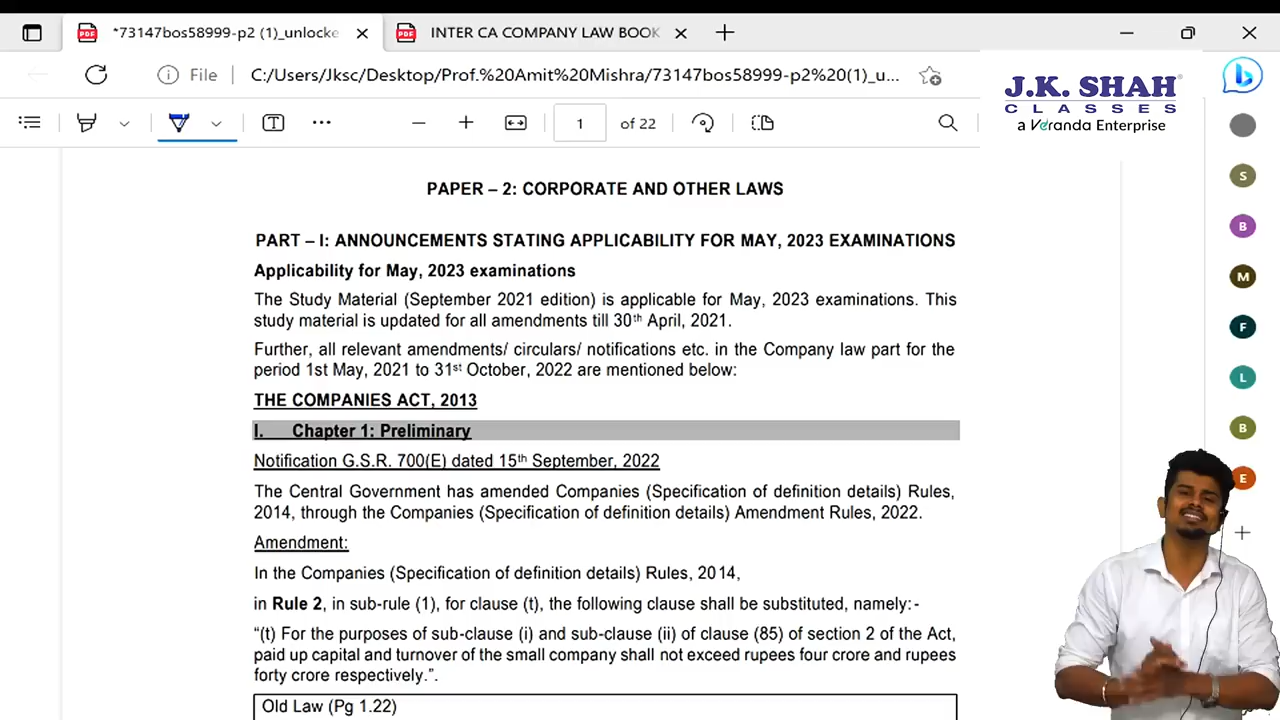 *73147bos58999-p2 (1)_unlocke
INTER CA COMPANY LAW BOOK
File
C:/Users/Jksc/Desktop/Prof.%20Amit%20Mishra/73147bos58999-p2%20(1)_u...
1 of 22
J.K. SHAH
CLASSES
a Veranda Enterprise
PAPER – 2: CORPORATE AND OTHER LAWS
PART – I: ANNOUNCEMENTS STATING APPLICABILITY FOR MAY, 2023 EXAMINATIONS
Applicability for May, 2023 examinations
The Study Material (September 2021 edition) is applicable for May, 2023 examinations. This
study material is updated for all amendments till 30th April, 2021.
Further, all relevant amendments/ circulars/ notifications etc. in the Company law part for the
period 1st May, 2021 to 31st October, 2022 are mentioned below:
THE COMPANIES ACT, 2013
I. Chapter 1: Preliminary
Notification G.S.R. 700(E) dated 15th September, 2022
The Central Government has amended Companies (Specification of definition details) Rules,
2014, through the Companies (Specification of definition details) Amendment Rules, 2022.
Amendment:
In the Companies (Specification of definition details) Rules, 2014,
in Rule 2, in sub-rule (1), for clause (t), the following clause shall be substituted, namely:-
“(t) For the purposes of sub-clause (i) and sub-clause (ii) of clause (85) of section 2 of the Act,
paid up capital and turnover of the small company shall not exceed rupees four crore and rupees
forty crore respectively.”.
Old Law (Pg 1.22)
S
B
M
F
L
B
E